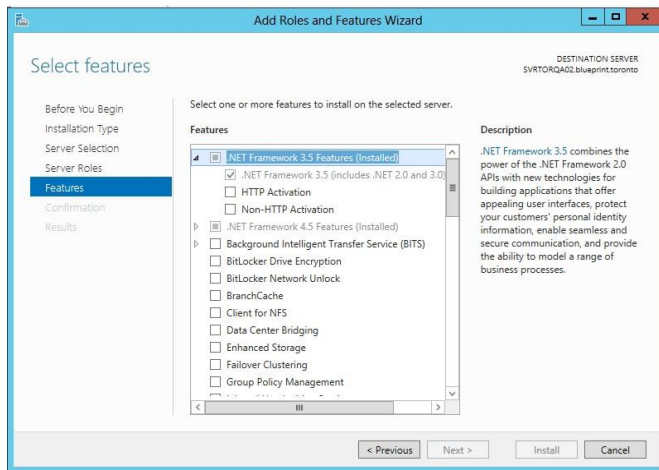 Add Roles and Features Wizard
Select features
DESTINATION SERVER
SVRTORQA02.blueprint.toronto
Before You Begin
Installation Type
Server Selection
Server Roles
Features
Confirmation
Results
Select one or more features to install on the selected server.
Features
.NET Framework 3.5 Features (Installed)
.NET Framework 3.5 (includes .NET 2.0 and 3.0)
HTTP Activation
Non-HTTP Activation
.NET Framework 4.5 Features (Installed)
Background Intelligent Transfer Service (BITS)
BitLocker Drive Encryption
BitLocker Network Unlock
BranchCache
Client for NFS
Data Center Bridging
Enhanced Storage
Failover Clustering
Group Policy Management
Description
.NET Framework 3.5 combines the
power of the .NET Framework 2.0
APIs with new technologies for
building applications that offer
appealing user interfaces, protect
your customers' personal identity
information, enable seamless and
secure communication, and provide
the ability to model a range of
business processes.
< Previous
Next >
Install
Cancel